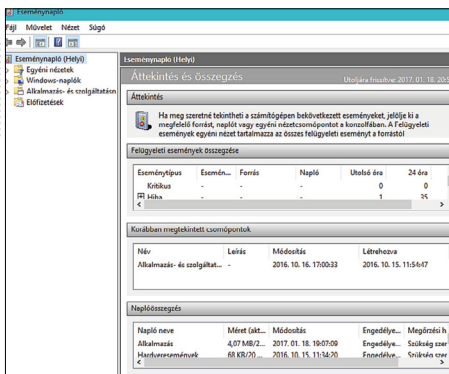 Eseménynapló
Fájl Művelet Nézet Súgó
Eseménynapló (Helyi)
Egyéni nézetek
Windows-naplók
Alkalmazás- és szolgáltatásn
Előfizetések
Eseménynapló (Helyi)
Áttekintés és összegzés
Utoljára frissítve: 2017. 01. 18.
Áttekintés
Ha meg szeretné tekintheti a számítógépen bekövetkezett eseményeket, jelölje ki a
megfelelő forrást, naplót vagy egyéni nézetcsomópontot a konzolfában. A Felügyeleti
események egyéni nézet tartalmazza az összes felügyeleti eseményt a forrástól
Felügyeleti események összegzése
Eseménytípus Esemén... Forrás Napló Utolsó óra 24 óra
Kritikus - - - 0 0
Hiba - - - 1 35
Korábban megtekintett csomópontok
Név Leírás Módosítás Létrehozva
Alkalmazás- és szolgáltat... - 2016. 10. 16. 17:00:33 2016. 10. 15. 11:54:47
Naplóösszegzés
Napló neve Méret (akt... Módosítás Engedélye... Megőrzési h
Alkalmazás 4,07 MB/2... 2017. 01. 18. 19:07:09 Engedélye... Szükség szer
Hardveresemények 68 KB/20 ... 2016. 10. 15. 11:34:20 Engedélye... Szükség szer